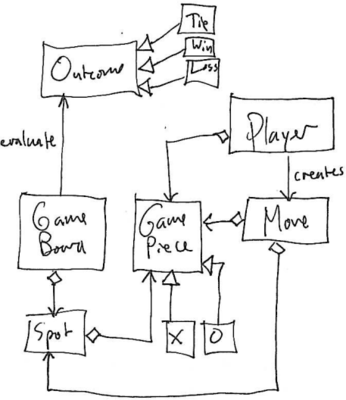 Tie
Win
Loss
Outcome
Player
evaluate
creates
Game
Board
Game
Piece
Move
Spot
X
O